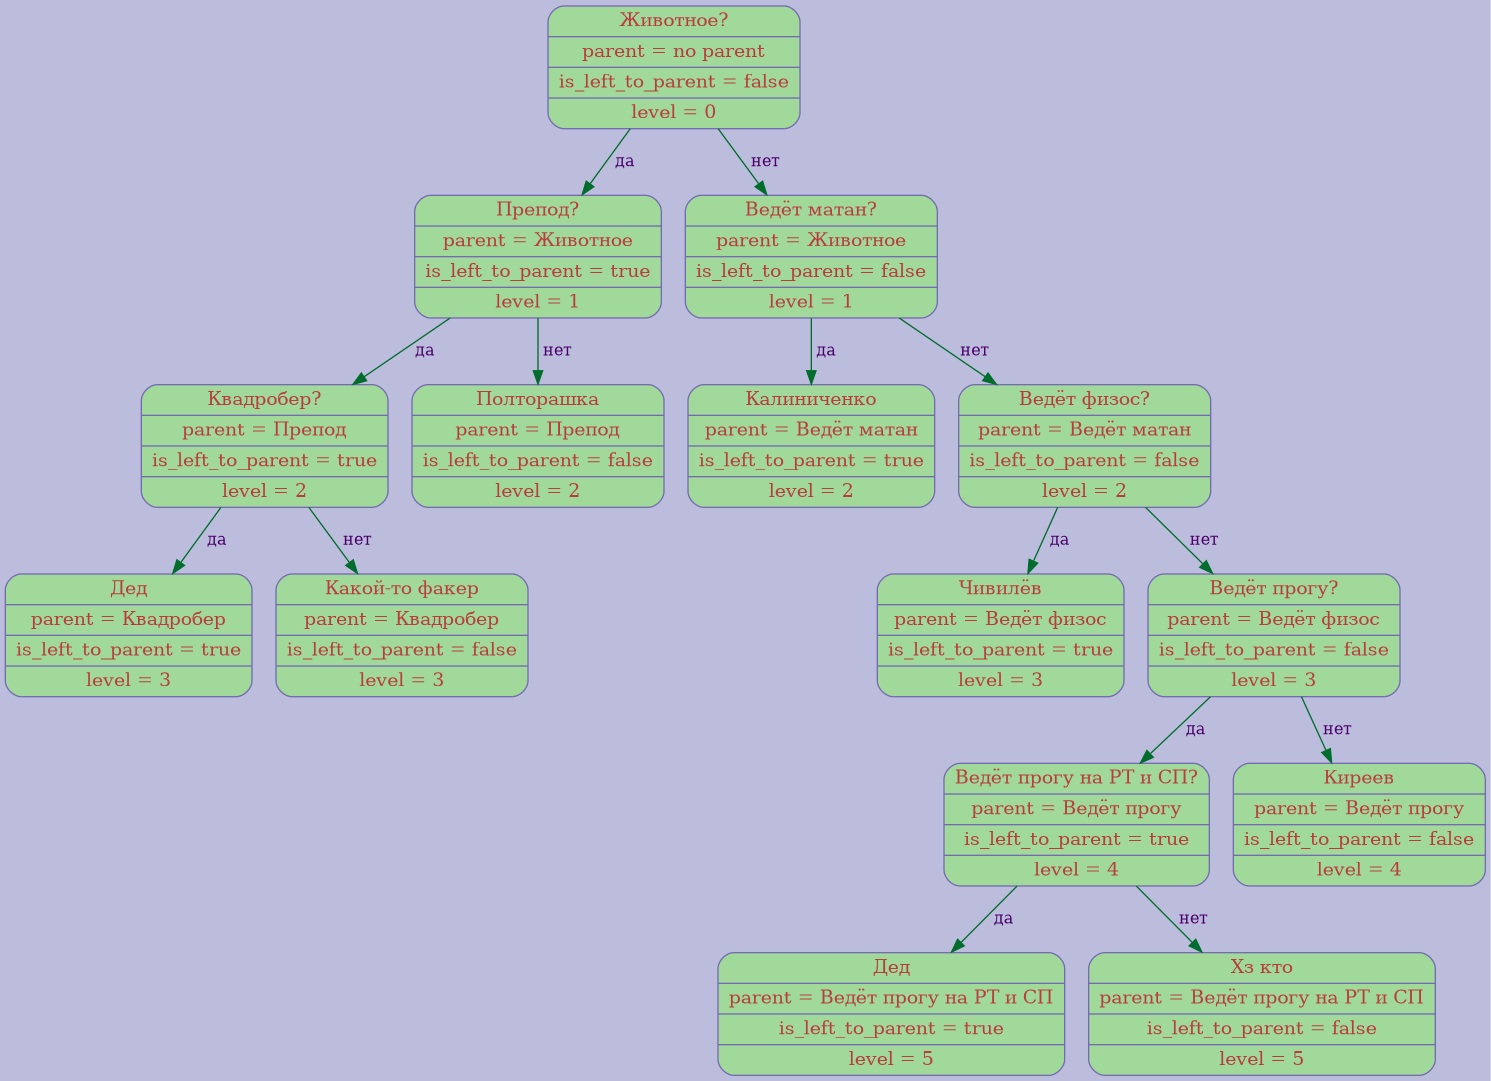 Животное?
parent = no parent
is_left_to_parent = false
level = 0
да
нет
Препод?
parent = Животное
is_left_to_parent = true
level = 1
Ведёт матан?
parent = Животное
is_left_to_parent = false
level = 1
да
нет
да
нет
Квадробер?
parent = Препод
is_left_to_parent = true
level = 2
Полторашка
parent = Препод
is_left_to_parent = false
level = 2
Калиниченко
parent = Ведёт матан
is_left_to_parent = true
level = 2
Ведёт физос?
parent = Ведёт матан
is_left_to_parent = false
level = 2
да
нет
да
нет
Дед
parent = Квадробер
is_left_to_parent = true
level = 3
Какой-то факер
parent = Квадробер
is_left_to_parent = false
level = 3
Чивилёв
parent = Ведёт физос
is_left_to_parent = true
level = 3
Ведёт прогу?
parent = Ведёт физос
is_left_to_parent = false
level = 3
да
нет
Ведёт прогу на РТ и СП?
parent = Ведёт прогу
is_left_to_parent = true
level = 4
Киреев
parent = Ведёт прогу
is_left_to_parent = false
level = 4
да
нет
Дед
parent = Ведёт прогу на РТ и СП
is_left_to_parent = true
level = 5
Хз кто
parent = Ведёт прогу на РТ и СП
is_left_to_parent = false
level = 5